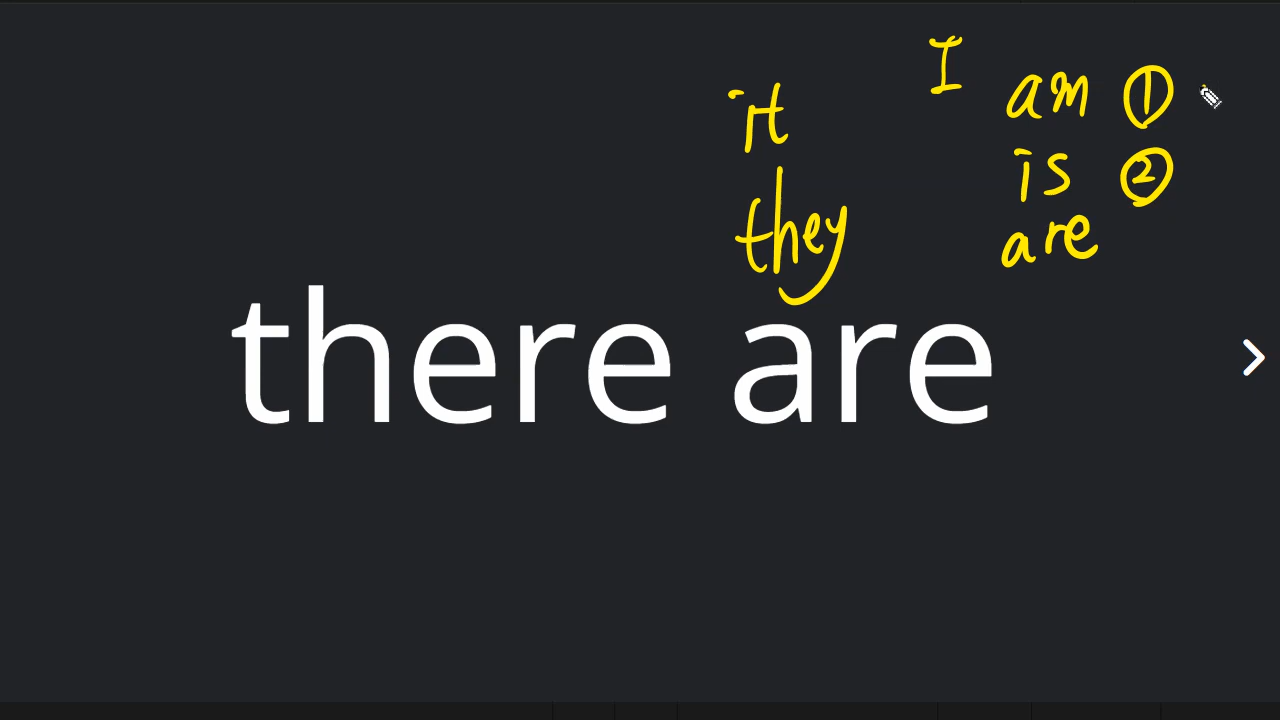 I
am ①
it
is ②
they
are
there are